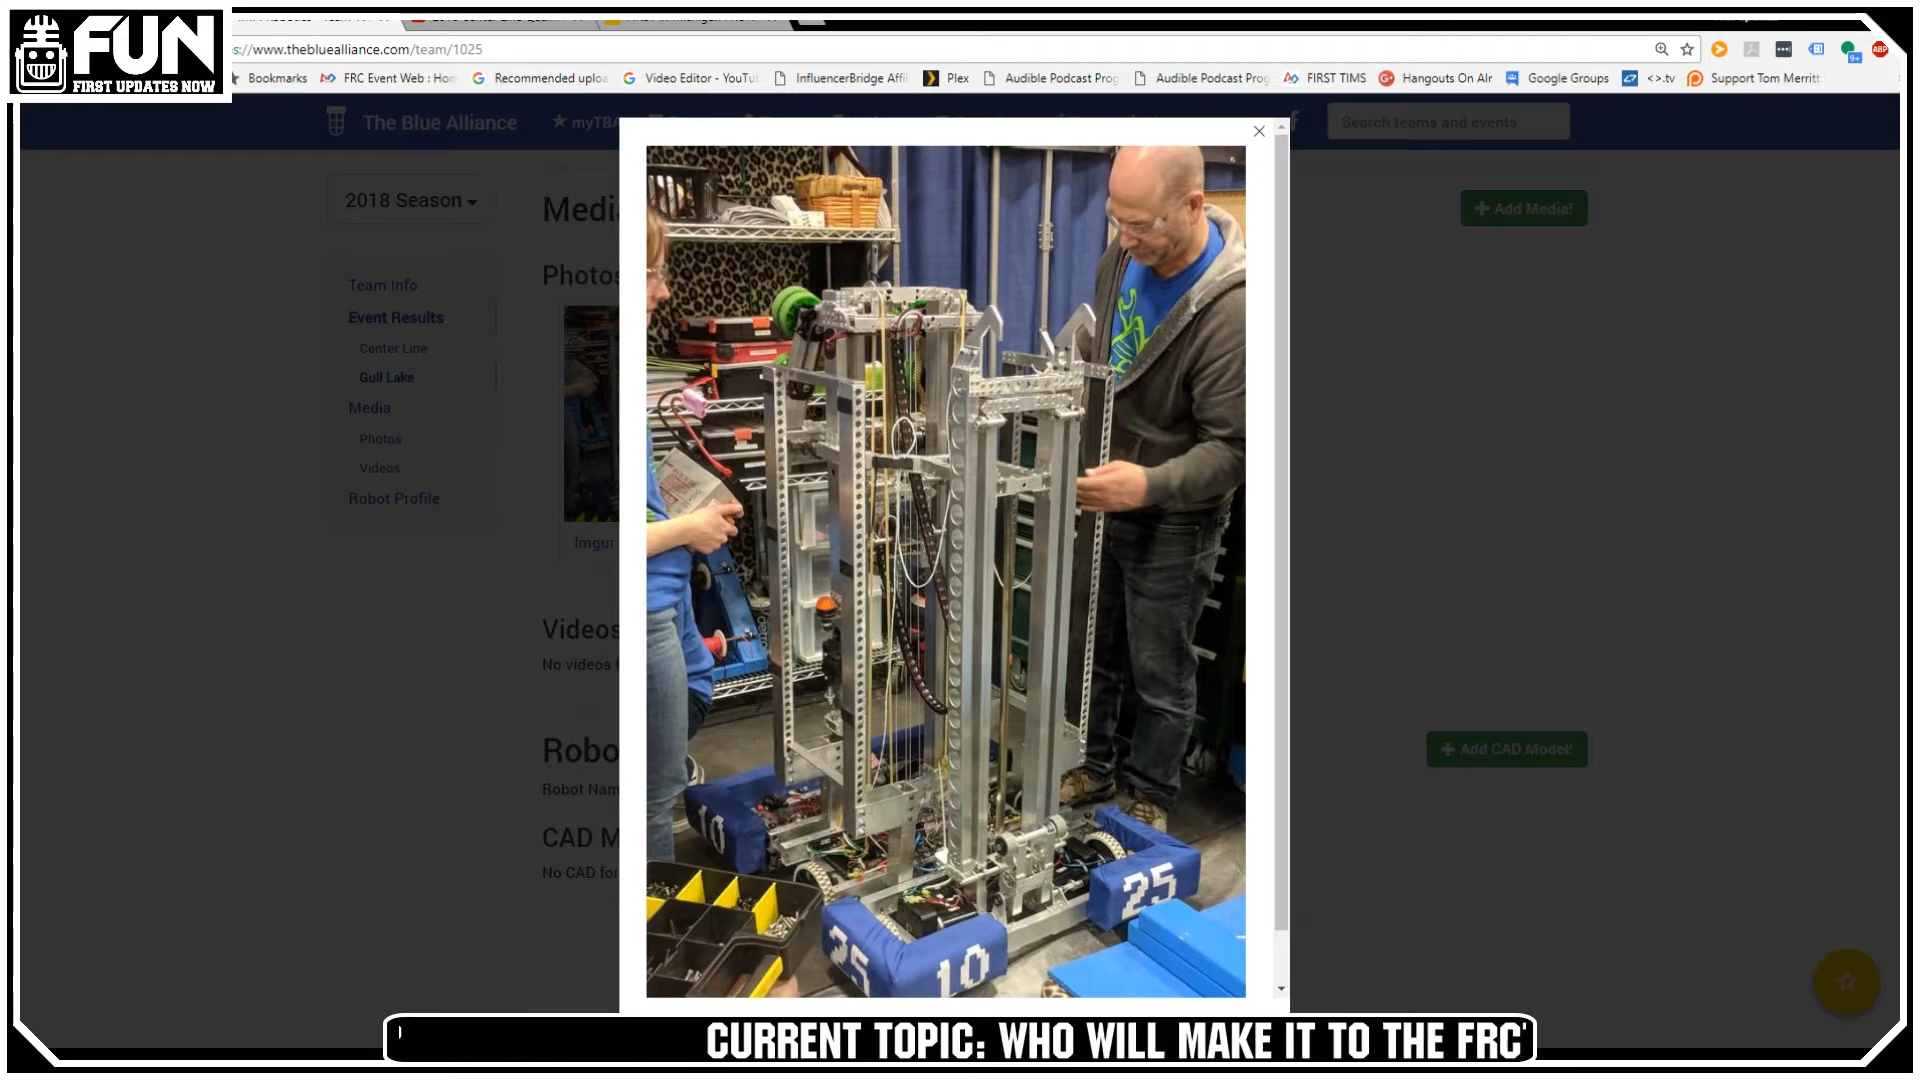 FUN
FIRST UPDATES NOW
s://www.thebluealliance.com/team/1025
Bookmarks
FRC Event Web : Hom
Recommended uploa
Video Editor - YouTu
InfluencerBridge Affil
Plex
Audible Podcast Prog
Audible Podcast Prog
FIRST TIMS
Hangouts On AIr
Google Groups
<>.tv
Support Tom Merritt
9+
ABP
The Blue Alliance
myTBA
Search teams and events
2018 Season
Team Info
Event Results
Center Line
Gull Lake
Media
Photos
Videos
Robot Profile
Medi
Add Media!
Photos
Imgur
Videos
No videos f
Robo
Add CAD Model!
Robot Nam
CAD M
No CAD for
10
25
25
10
CURRENT TOPIC: WHO WILL MAKE IT TO THE FRC